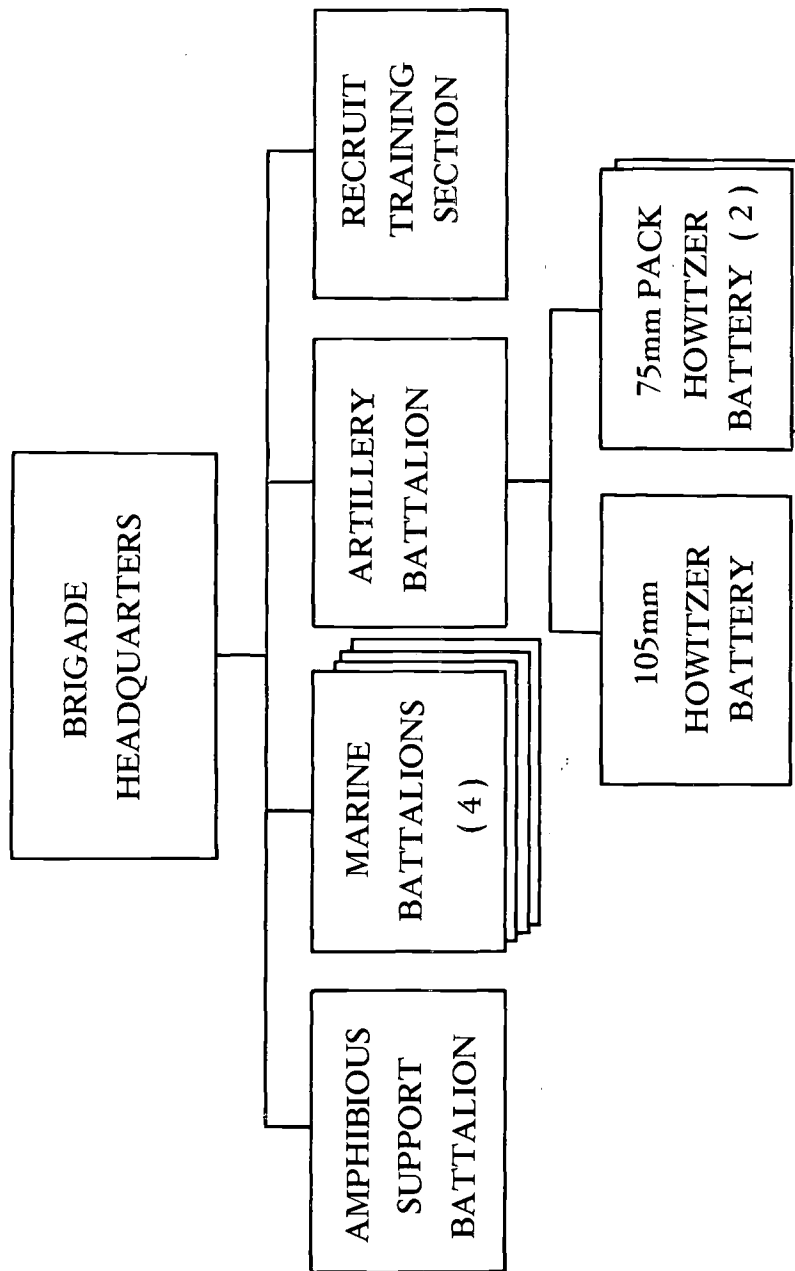 BRIGADE
HEADQUARTERS
AMPHIBIOUS
SUPPORT
BATTALION
MARINE
BATTALIONS
(4)
ARTILLERY
BATTALION
RECRUIT
TRAINING
SECTION
105mm
HOWITZER
BATTERY
75mm PACK
HOWITZER
BATTERY (2)